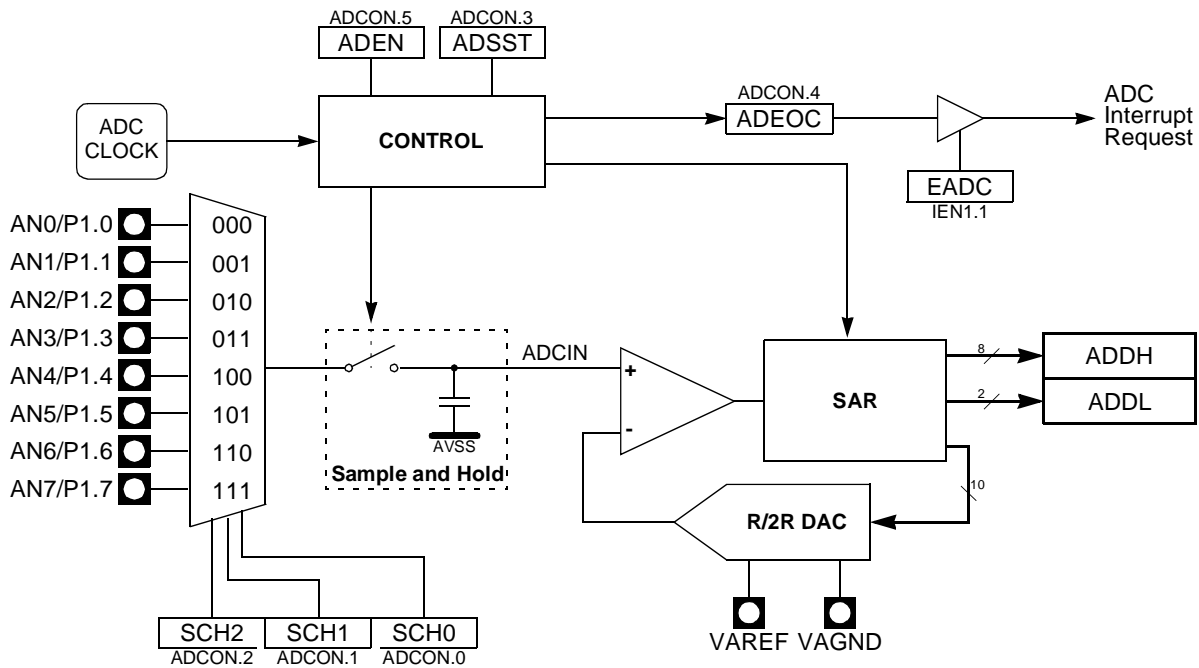 ADCON.5
ADEN
ADCON.3
ADSST
ADC
CLOCK
CONTROL
ADCON.4
ADEOC
ADC
Interrupt
Request
EADC
IEN1.1
AN0/P1.0
000
AN1/P1.1
001
AN2/P1.2
010
AN3/P1.3
011
AN4/P1.4
100
AN5/P1.5
101
AN6/P1.6
110
AN7/P1.7
111
ADCIN
AVSS
Sample and Hold
+
-
SAR
8
ADDH
2
ADDL
10
R/2R DAC
VAREF
VAGND
SCH2
ADCON.2
SCH1
ADCON.1
SCH0
ADCON.0